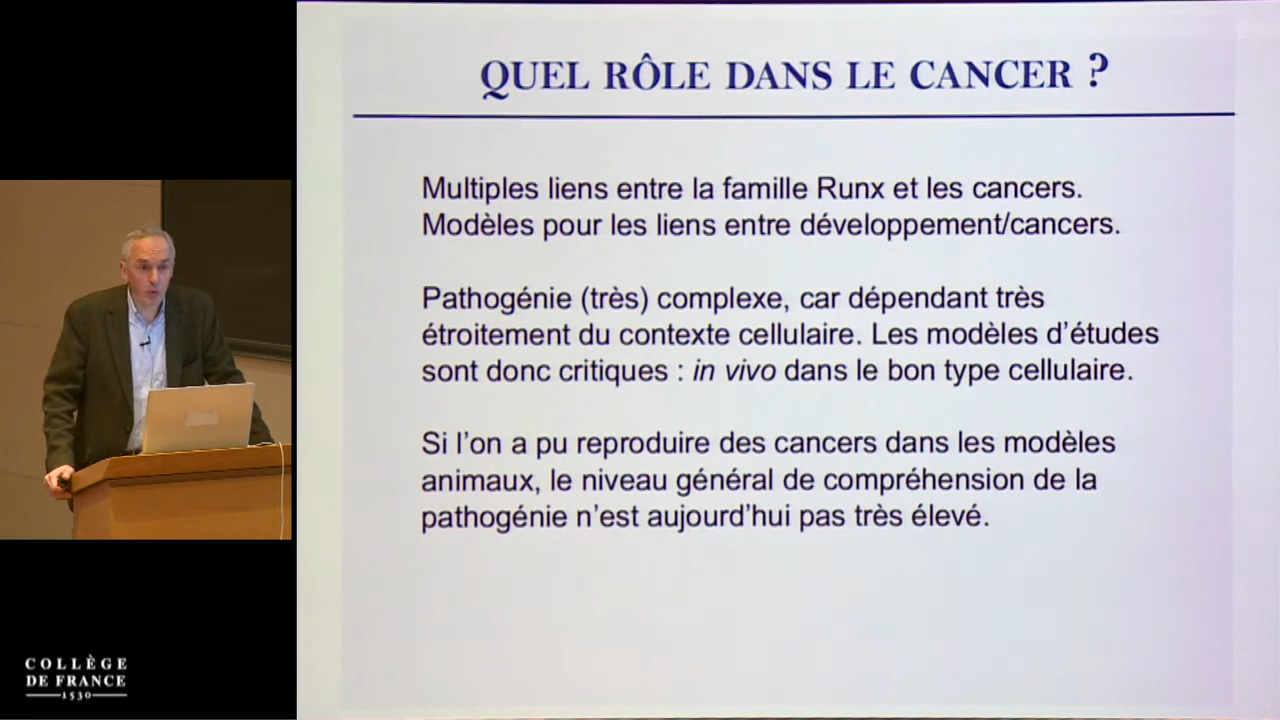 QUEL RÔLE DANS LE CANCER ?
Multiples liens entre la famille Runx et les cancers.
Modèles pour les liens entre développement/cancers.
Pathogénie (très) complexe, car dépendant très
étroitement du contexte cellulaire. Les modèles d’études
sont donc critiques : in vivo dans le bon type cellulaire.
Si l’on a pu reproduire des cancers dans les modèles
animaux, le niveau général de compréhension de la
pathogénie n’est aujourd’hui pas très élevé.
COLLÈGE
DE FRANCE
1530